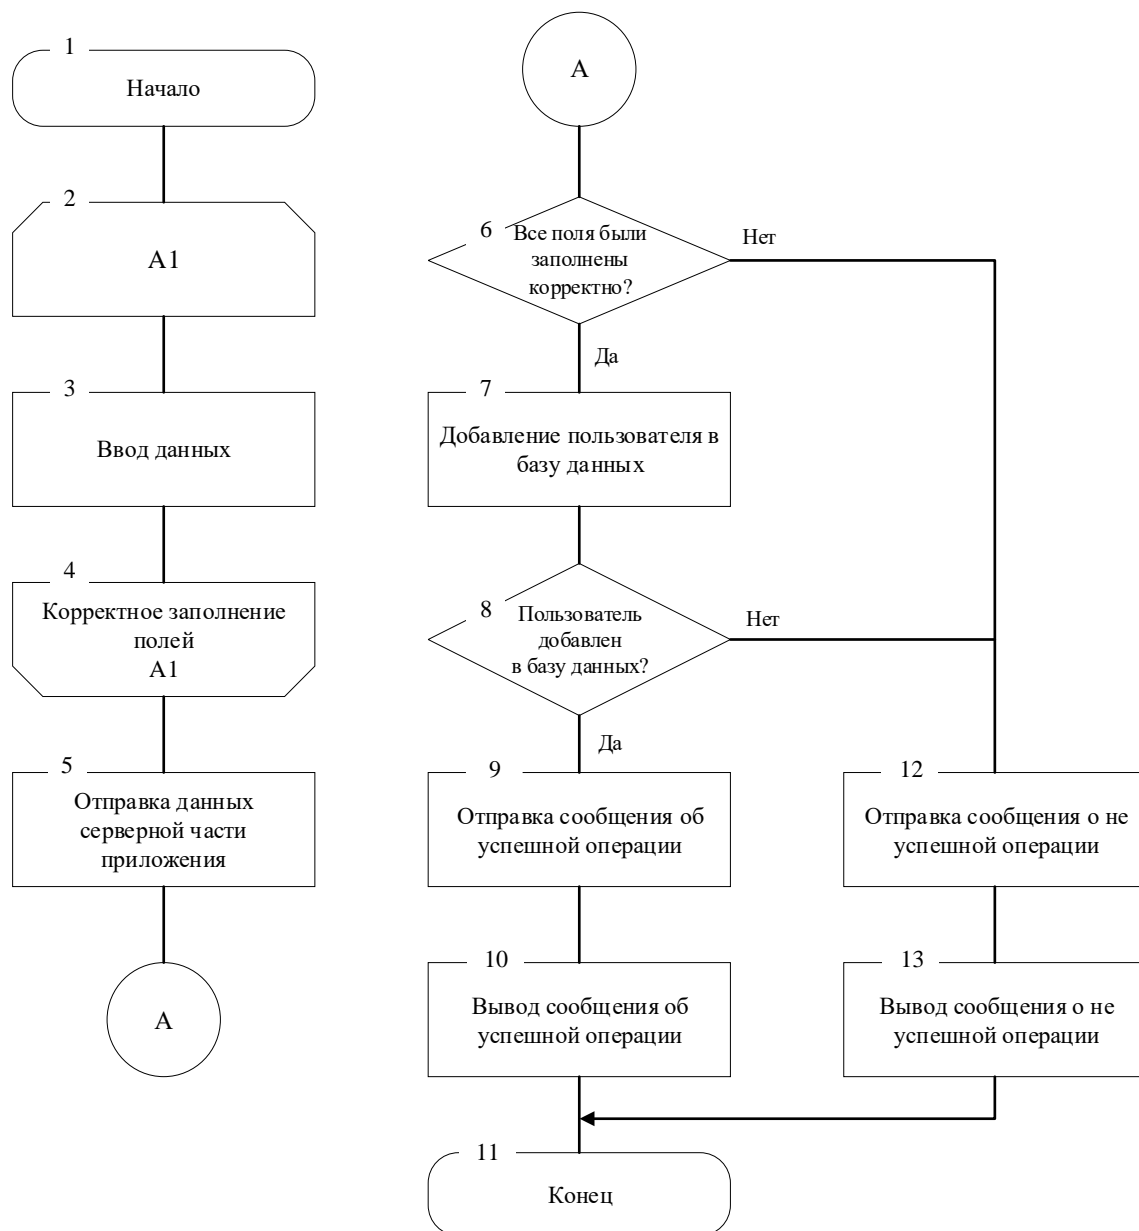 1
Начало
2
А1
3
Ввод данных
4
Корректное заполнение
полей
А1
5
Отправка данных
серверной части
приложения
А
А
6
Все поля были
заполнены
корректно?
Нет
Да
7
Добавление пользователя в
базу данных
8
Пользователь
добавлен
в базу данных?
Нет
Да
9
Отправка сообщения об
успешной операции
10
Вывод сообщения об
успешной операции
12
Отправка сообщения о не
успешной операции
13
Вывод сообщения о не
успешной операции
11
Конец